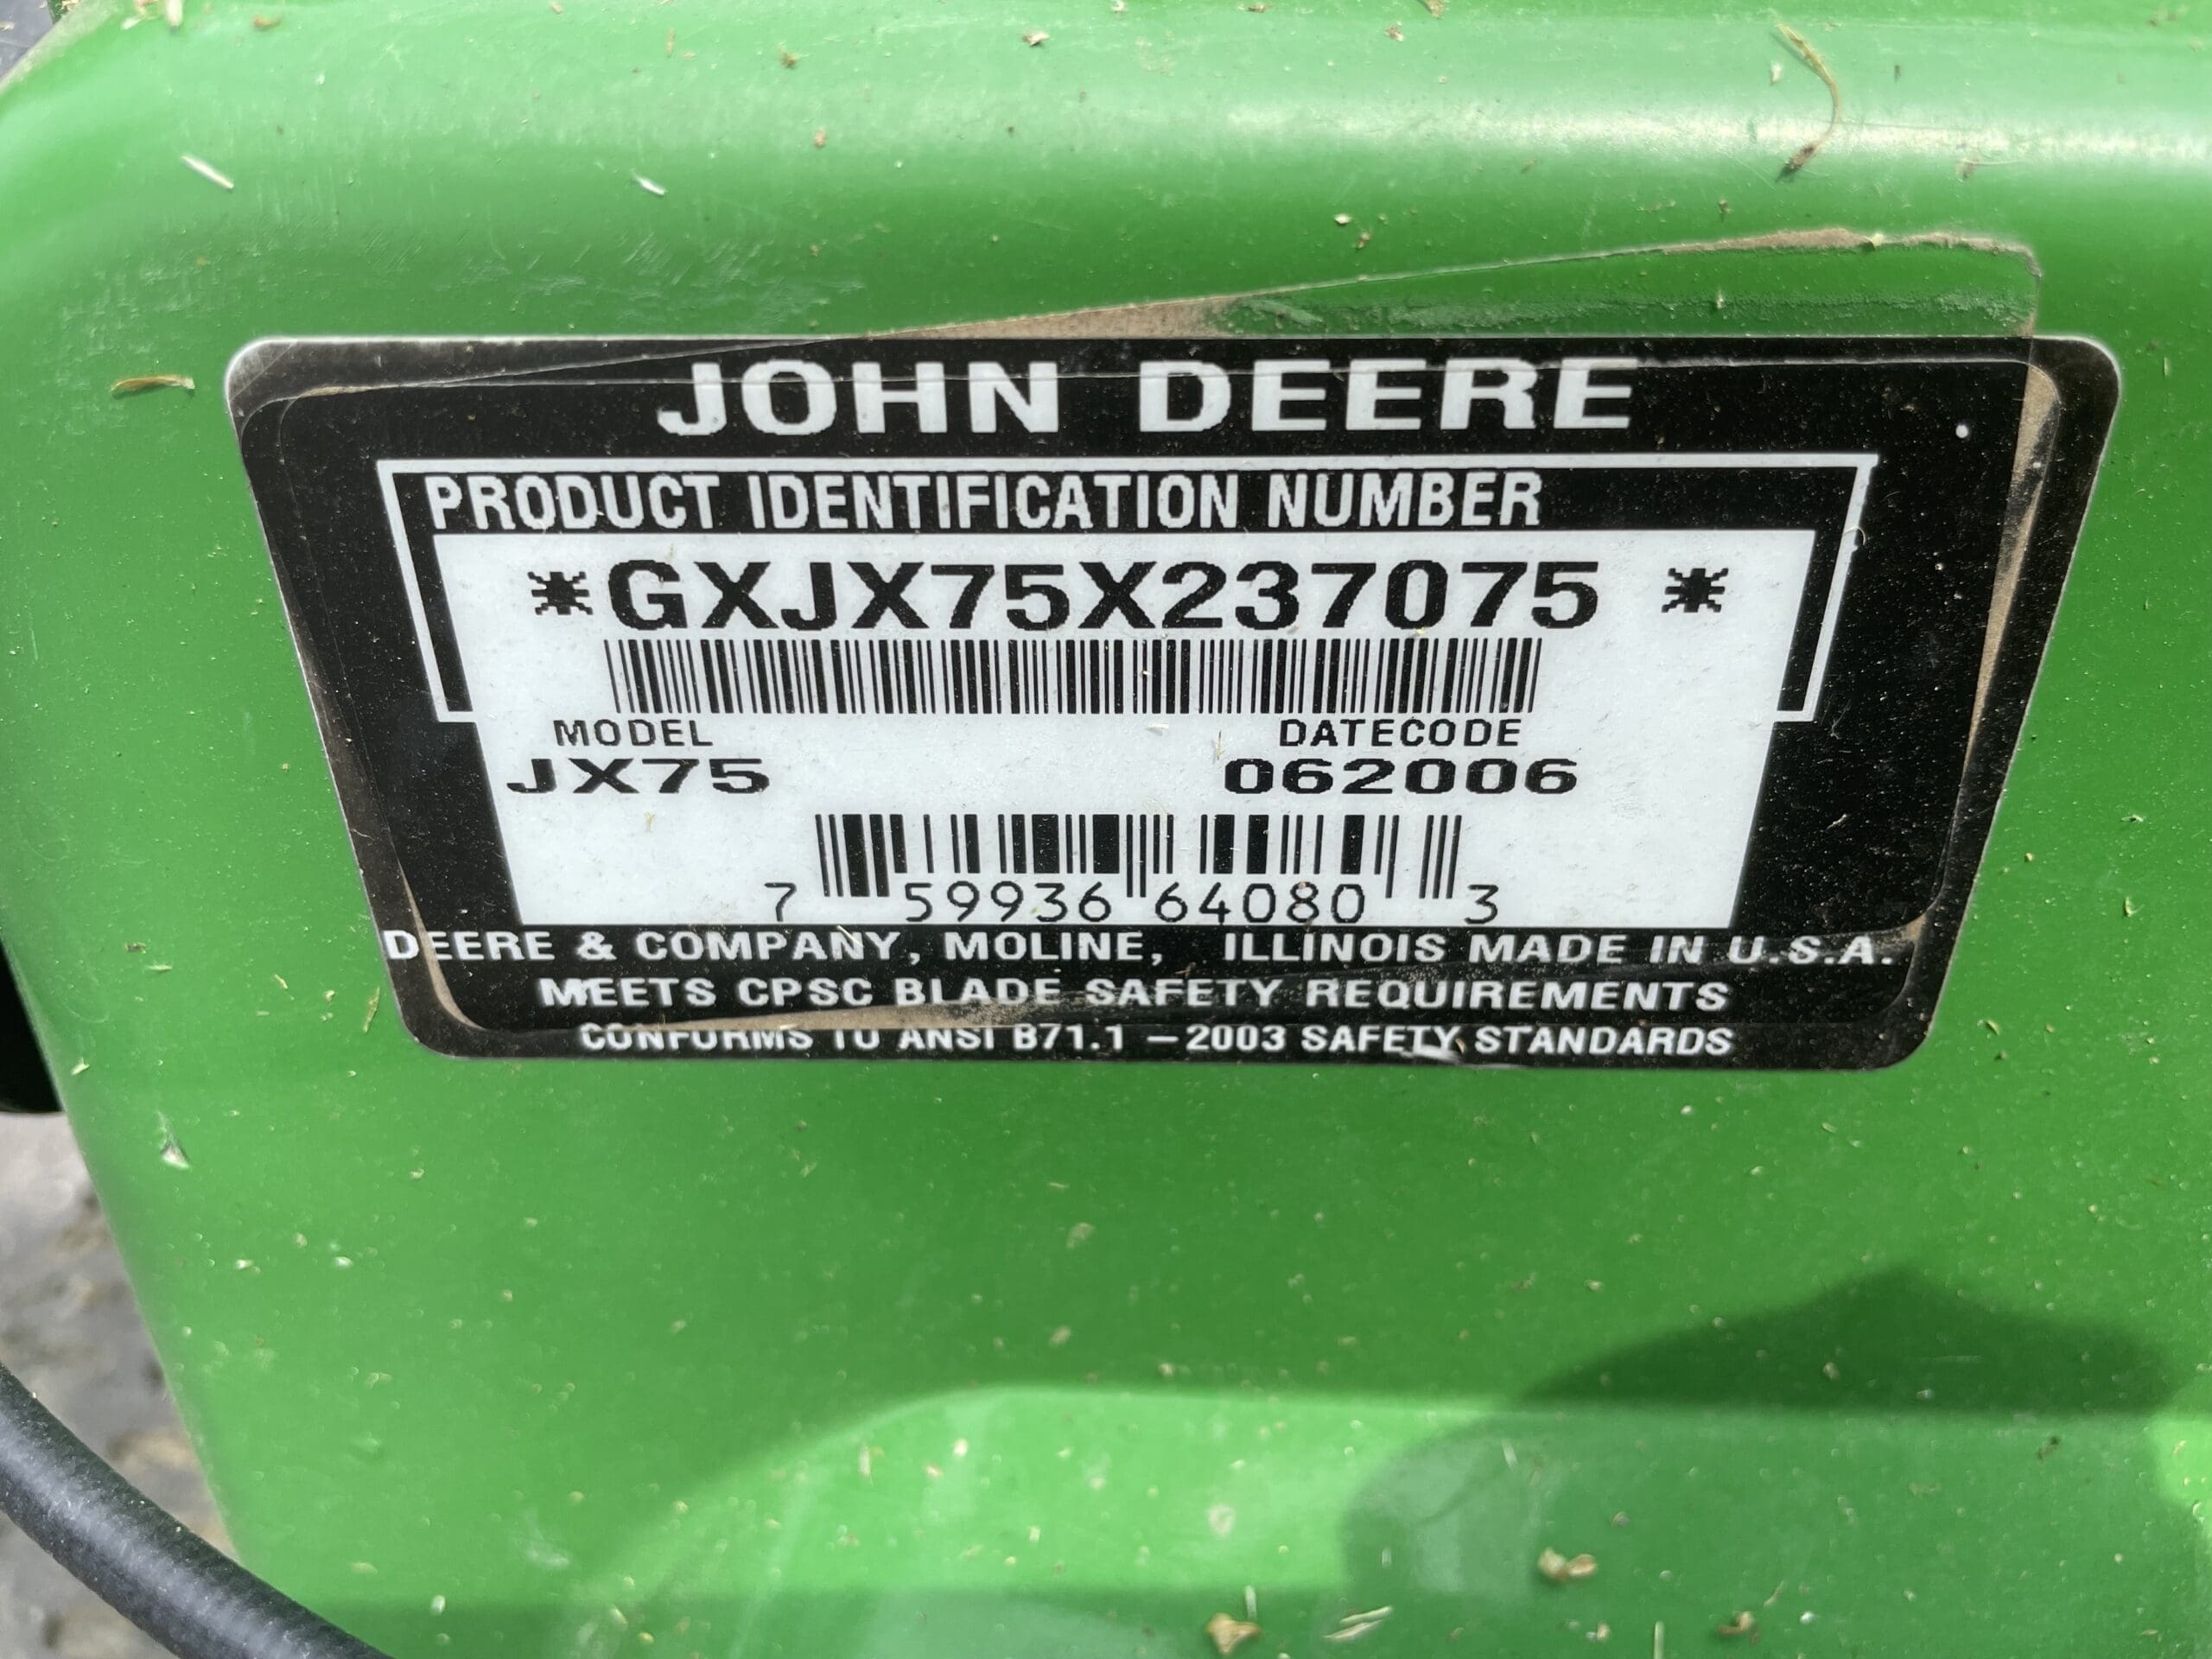 JOHN DEERE
PRODUCT IDENTIFICATION NUMBER
*GXJX75X237075 *
MODEL DATECODE
JX75 062006
7 59936 64080 3
DEERE & COMPANY, MOLINE, ILLINOIS MADE IN U.S.A.
MEETS CPSC BLADE SAFETY REQUIREMENTS
CONFORMS TO ANSI B71.1 –2003 SAFETY STANDARDS